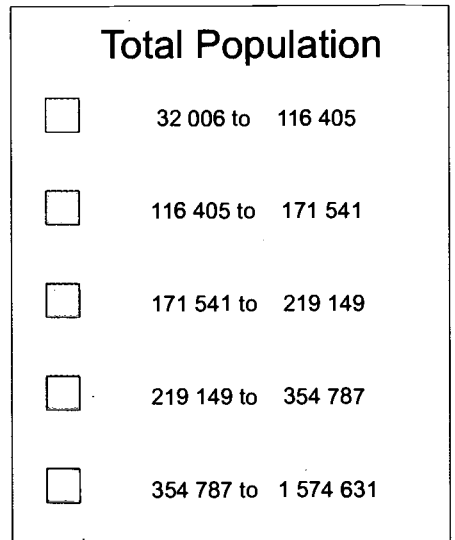 Total Population
32 006 to 116 405
116 405 to 171 541
171 541 to 219 149
219 149 to 354 787
354 787 to 1 574 631